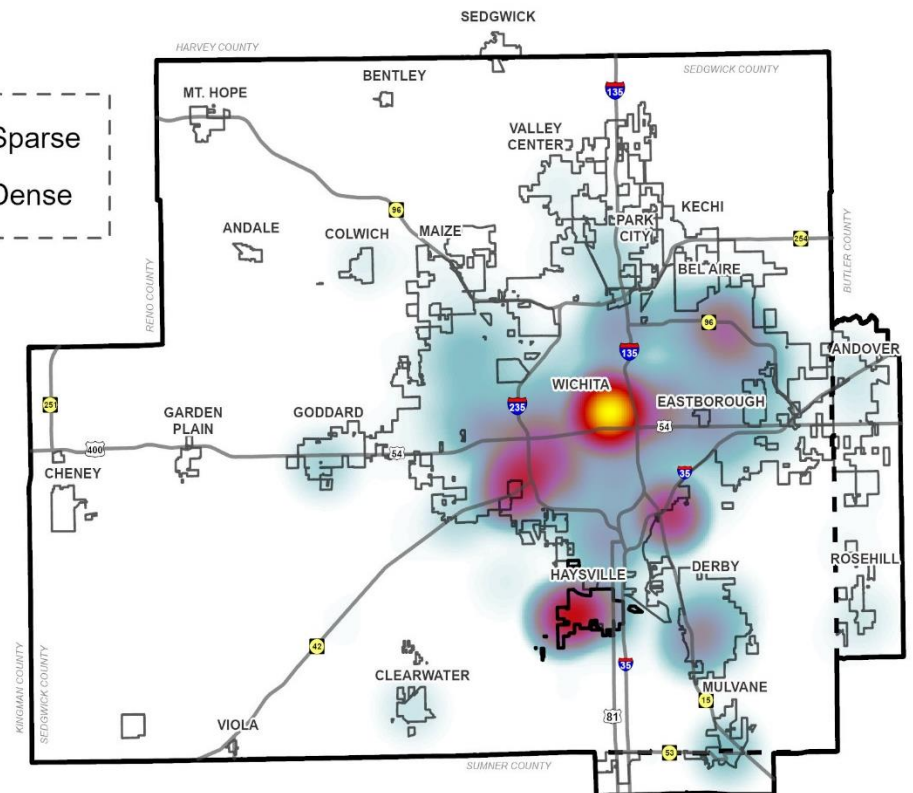 SEDGWICK
HARVEY COUNTY
SEDGWICK COUNTY
BENTLEY
MT. HOPE
135
Sparse
Dense
VALLEY
CENTER
96
KECHI
PARK
CITY
ANDALE
COLWICH
MAIZE
254
BEL AIRE
RENO COUNTY
BUTLER COUNTY
96
135
ANDOVER
WICHITA
251
235
EASTBOROUGH
GARDEN
PLAIN
GODDARD
54
400
54
CHENEY
35
HAYSVILLE
DERBY
ROSEHILL
42
35
KINGMAN COUNTY
SEDGWICK COUNTY
CLEARWATER
MULVANE
15
81
VIOLA
53
SUMNER COUNTY